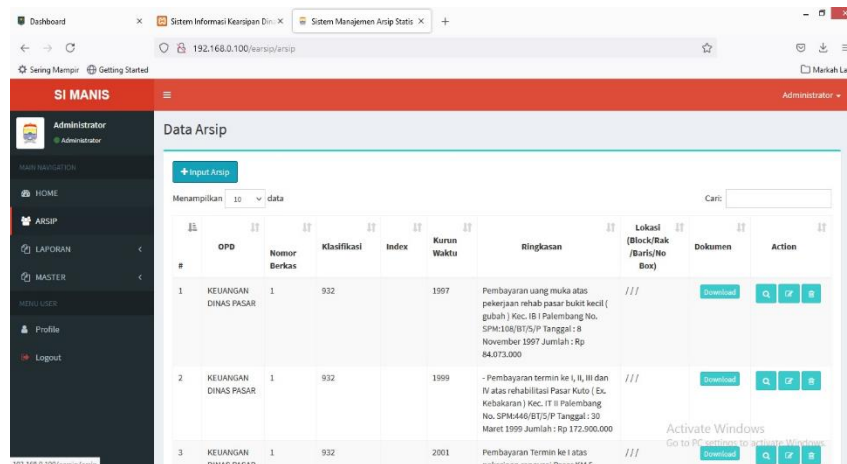 Dashboard
Sistem Informasi Kearsipan Din
Sistem Manajemen Arsip Statis
192.168.0.100/earsip/arsip
Sering Mampir
Getting Started
Markah La
SI MANIS
Administrator
Administrator
Administrator
MAIN NAVIGATION
HOME
ARSIP
LAPORAN
MASTER
MENU USER
Profile
Logout
Data Arsip
+Input Arsip
Menampilkan 10 data
Cari:
# OPD Nomor Berkas Klasifikasi Index Kurun Waktu Ringkasan Lokasi (Block/Rak /Baris/No Box) Dokumen Action
1 KEUANGAN 1 932 1997 Pembayaran uang muka atas / / / Download
DINAS PASAR pekerjaan rehab pasar bukit kecil (
gubah ) Kec. IB I Palembang No.
SPM:108/BT/5/P Tanggal : 8
November 1997 Jumlah : Rp
84.073.000
2 KEUANGAN 1 932 1999 - Pembayaran termin ke I, II, III dan / / / Download
DINAS PASAR IV atas rehabilitasi Pasar Kuto ( Ex.
Kebakaran ) Kec. IT II Palembang
No. SPM:446/BT/5/P Tanggal : 30
Maret 1999 Jumlah : Rp 172.900.000
Activate Windows
Go to PC settings to activate Windows.
3 KEUANGAN 1 932 2001 Pembayaran Termin ke I atas / / / Download